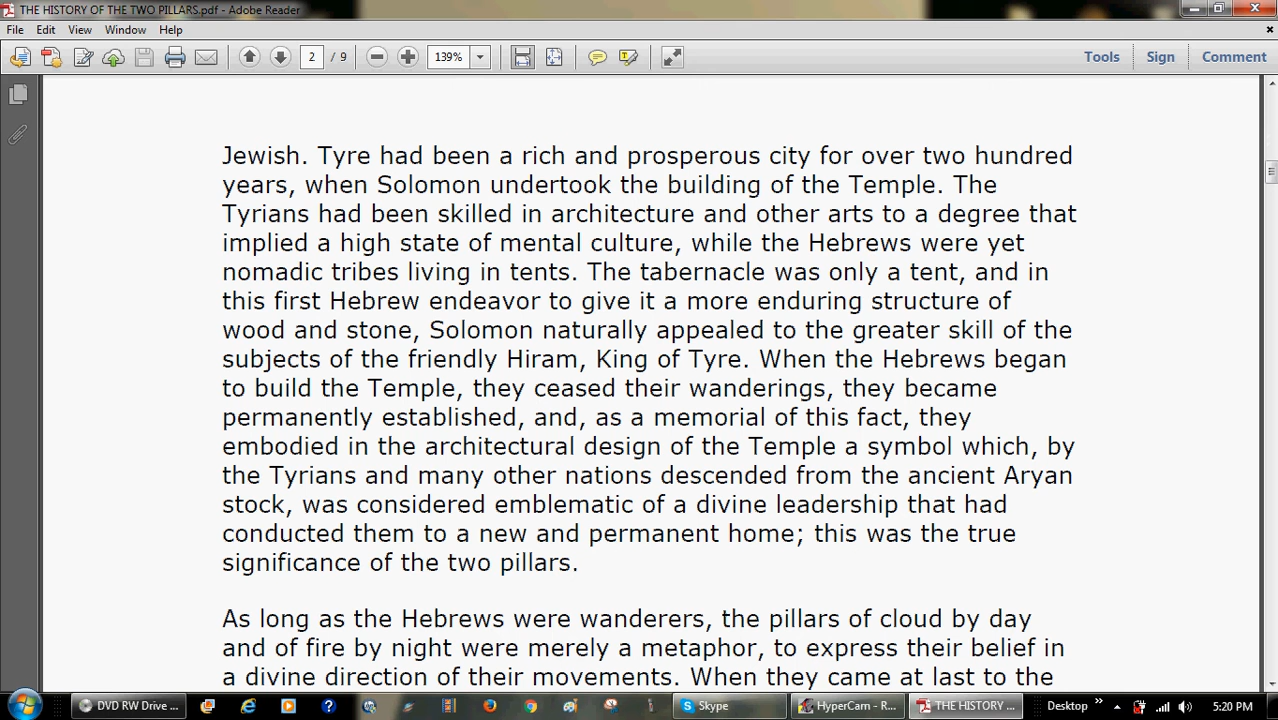 THE HISTORY OF THE TWO PILLARS.pdf - Adobe Reader
File Edit View Window Help
2 / 9 139% Tools Sign Comment
Jewish. Tyre had been a rich and prosperous city for over two hundred
years, when Solomon undertook the building of the Temple. The
Tyrians had been skilled in architecture and other arts to a degree that
implied a high state of mental culture, while the Hebrews were yet
nomadic tribes living in tents. The tabernacle was only a tent, and in
this first Hebrew endeavor to give it a more enduring structure of
wood and stone, Solomon naturally appealed to the greater skill of the
subjects of the friendly Hiram, King of Tyre. When the Hebrews began
to build the Temple, they ceased their wanderings, they became
permanently established, and, as a memorial of this fact, they
embodied in the architectural design of the Temple a symbol which, by
the Tyrians and many other nations descended from the ancient Aryan
stock, was considered emblematic of a divine leadership that had
conducted them to a new and permanent home; this was the true
significance of the two pillars.
As long as the Hebrews were wanderers, the pillars of cloud by day
and of fire by night were merely a metaphor, to express their belief in
a divine direction of their movements. When they came at last to the
DVD RW Drive ... Skype HyperCam - R... THE HISTORY ... Desktop 5:20 PM